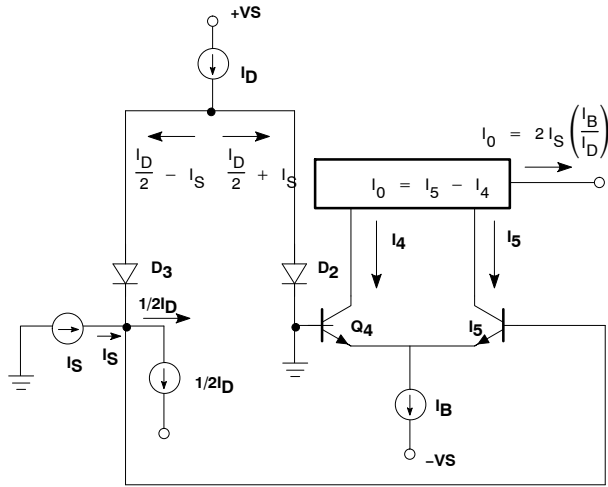 +VS
I_D
I_0 = 2 I_S (I_B / I_D)
I_D / 2 − I_S
I_D / 2 + I_S
I_0 = I_5 − I_4
I_4
I_5
D_3
D_2
1/2I_D
Q_4
I_5
I_S
I_S
1/2I_D
I_B
−VS